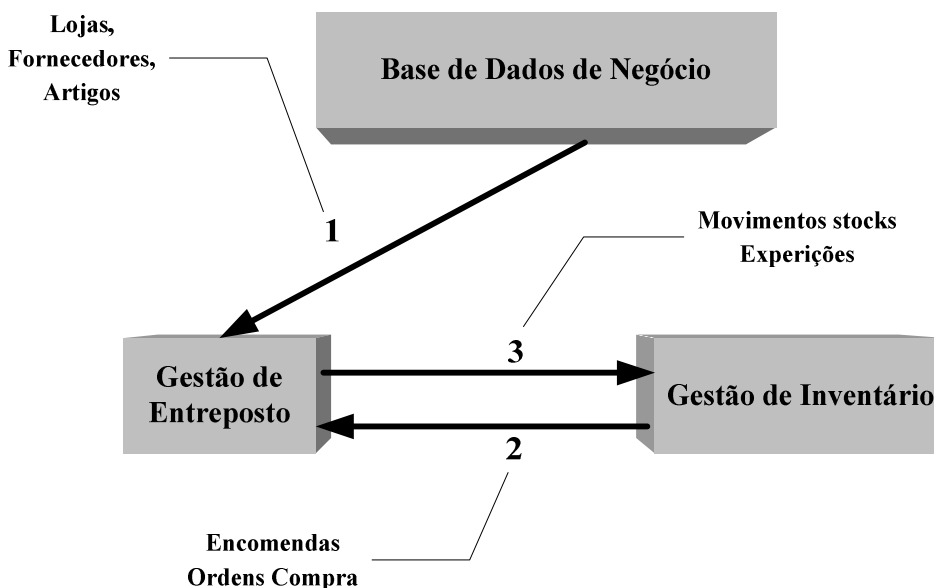 Lojas,
Fornecedores,
Artigos
Base de Dados de Negócio
1
Movimentos stocks
Experições
3
Gestão de
Entreposto
Gestão de Inventário
2
Encomendas
Ordens Compra